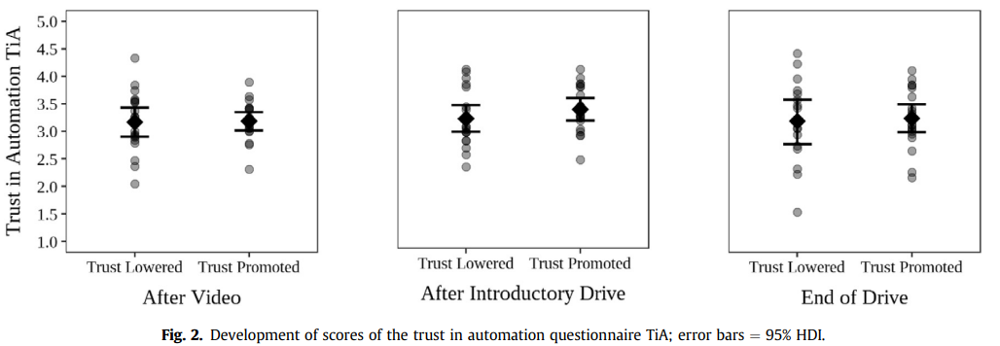 Trust in Automation TiA
5.0
4.5
4.0
3.5
3.0
2.5
2.0
1.5
1.0
Trust Lowered Trust Promoted
After Video
Trust Lowered Trust Promoted
After Introductory Drive
Trust Lowered Trust Promoted
End of Drive
Fig. 2. Development of scores of the trust in automation questionnaire TiA; error bars = 95% HDI.